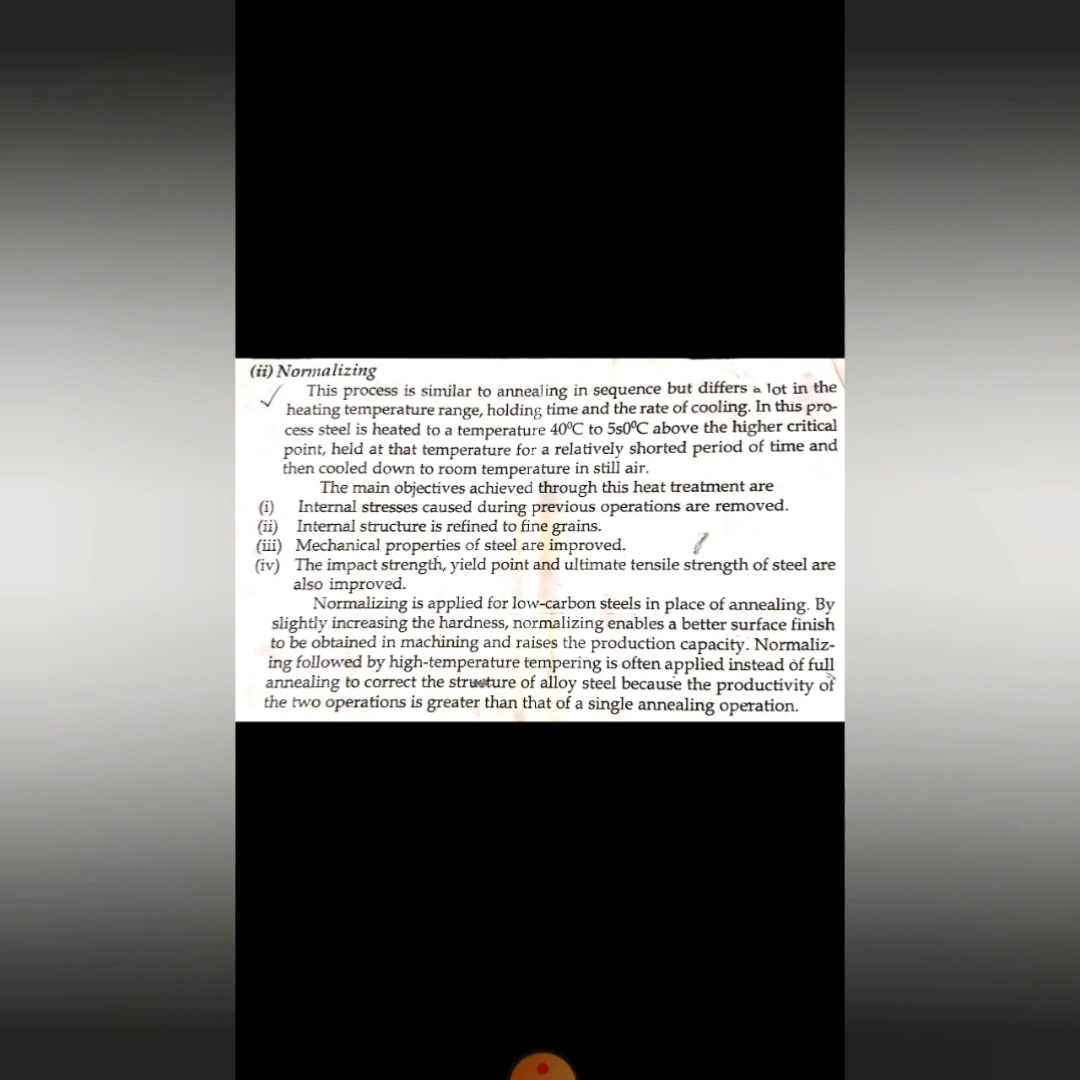 (ii) Normalizing
This process is similar to annealing in sequence but differs a lot in the
heating temperature range, holding time and the rate of cooling. In this pro-
cess steel is heated to a temperature 40⁰C to 5s0⁰C above the higher critical
point, held at that temperature for a relatively shorted period of time and
then cooled down to room temperature in still air.
The main objectives achieved through this heat treatment are
(i) Internal stresses caused during previous operations are removed.
(ii) Internal structure is refined to fine grains.
(iii) Mechanical properties of steel are improved.
(iv) The impact strength, yield point and ultimate tensile strength of steel are
also improved.
Normalizing is applied for low-carbon steels in place of annealing. By
slightly increasing the hardness, normalizing enables a better surface finish
to be obtained in machining and raises the production capacity. Normaliz-
ing followed by high-temperature tempering is often applied instead of full
annealing to correct the structure of alloy steel because the productivity of
the two operations is greater than that of a single annealing operation.